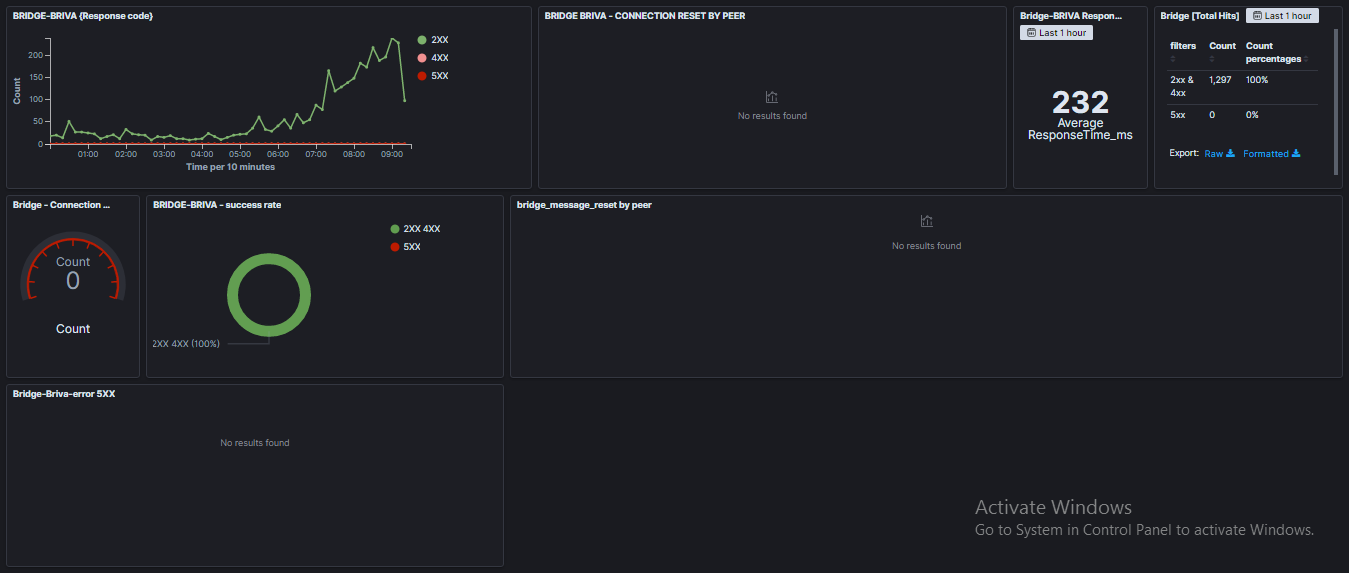 BRIDGE-BRIVA {Response code}
200
150
100
50
0
Count
01:00 02:00 03:00 04:00 05:00 06:00 07:00 08:00 09:00
Time per 10 minutes
2XX
4XX
5XX
BRIDGE BRIVA - CONNECTION RESET BY PEER
No results found
Bridge-BRIVA Respon...
Last 1 hour
232
Average
ResponseTime_ms
Bridge [Total Hits]
Last 1 hour
filters Count Count percentages
2xx & 4xx 1,297 100%
5xx 0 0%
Export: Raw Formatted
Bridge - Connection ...
Count
0
Count
BRIDGE-BRIVA - success rate
2XX 4XX
5XX
2XX 4XX (100%)
bridge_message_reset by peer
No results found
Bridge-Briva-error 5XX
No results found
Activate Windows
Go to System in Control Panel to activate Windows.